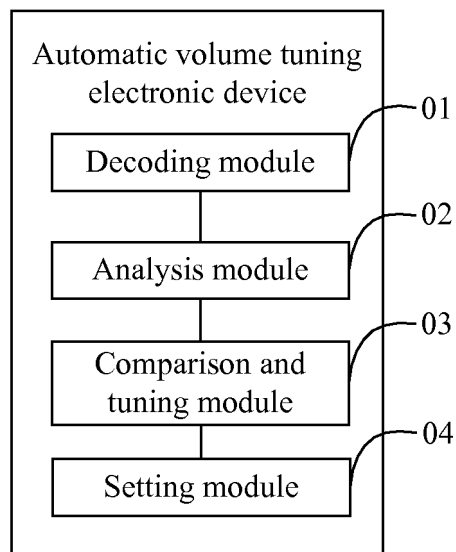 Automatic volume tuning
electronic device
01
Decoding module
02
Analysis module
03
Comparison and
tuning module
04
Setting module